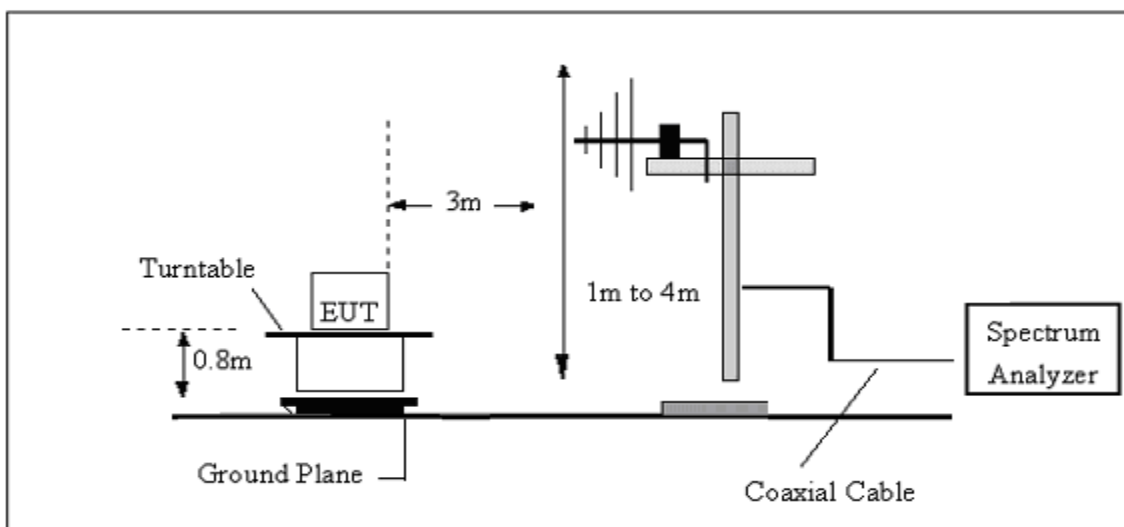 3m
Turntable
EUT
1m to 4m
0.8m
Spectrum
Analyzer
Ground Plane
Coaxial Cable